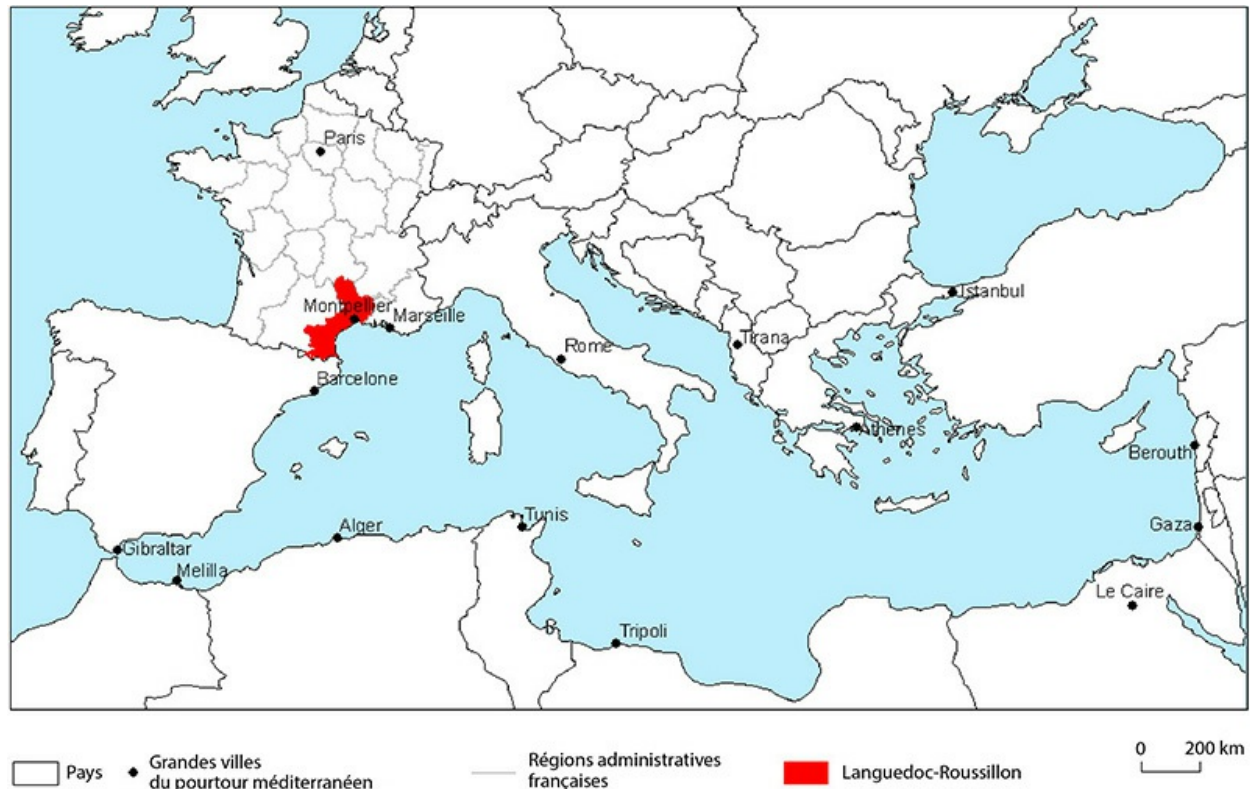 Paris
Montpellier
Marseille
Istanbul
Rome
Tirana
Barcelone
Athènes
Berouth
Gaza
Tunis
Alger
Gibraltar
Melilla
Le Caire
Tripoli
0 200 km
Pays
Grandes villes
du pourtour méditerranéen
Régions administratives
françaises
Languedoc-Roussillon